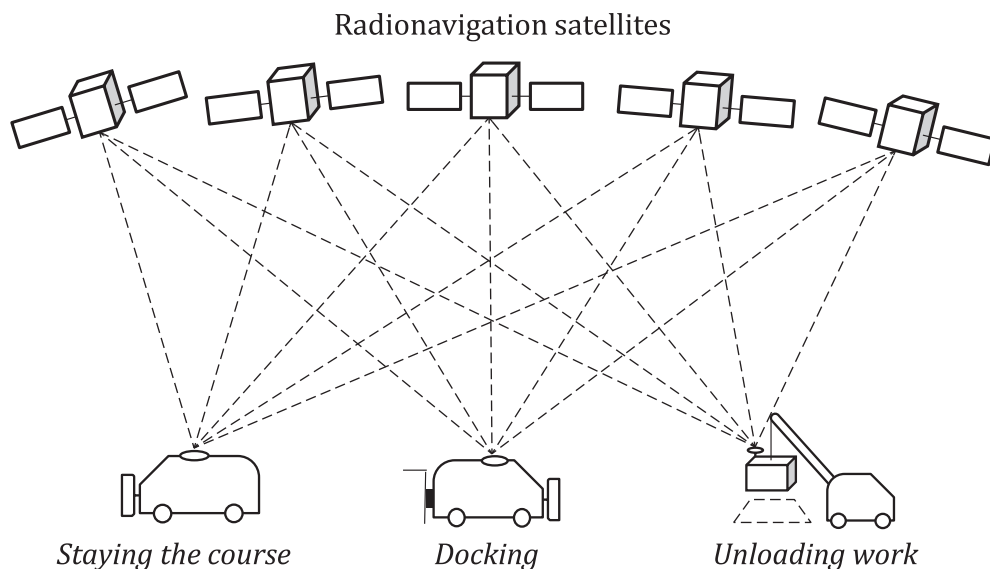 Radionavigation satellites
Staying the course
Docking
Unloading work